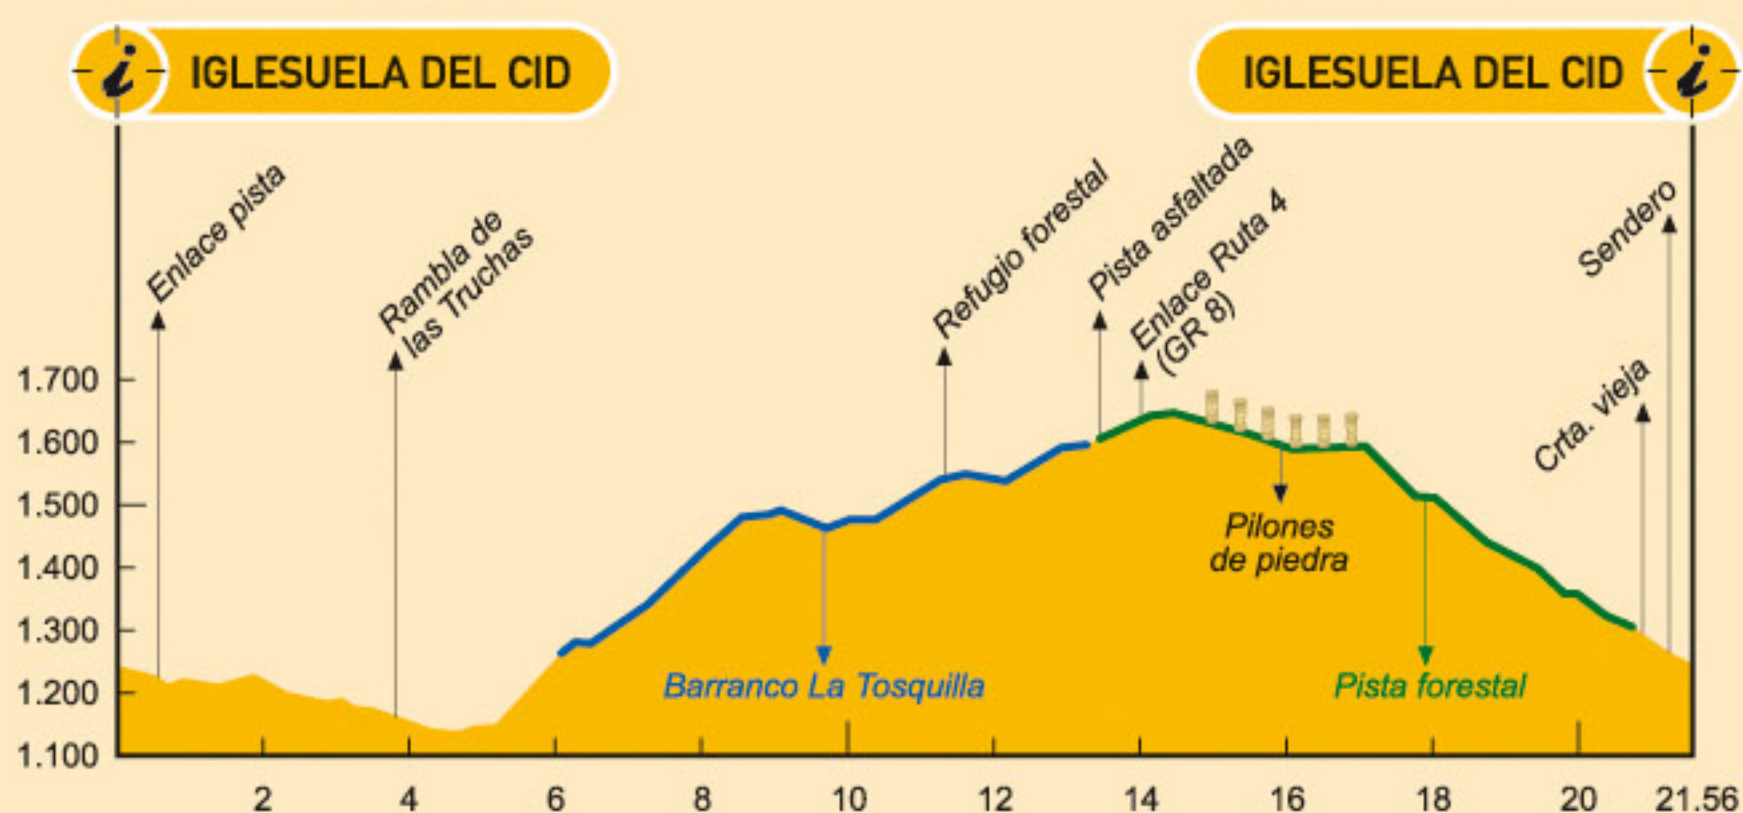 IGLESUELA DEL CID
IGLESUELA DEL CID
Enlace pista
Rambla de
las Truchas
Refugio forestal
Pista asfaltada
Enlace Ruta 4
(GR 8)
Sendero
Crta. vieja
1.700
1.600
1.500
1.400
1.300
1.200
1.100
Pilones
de piedra
Barranco La Tosquilla
Pista forestal
2 4 6 8 10 12 14 16 18 20 21.56